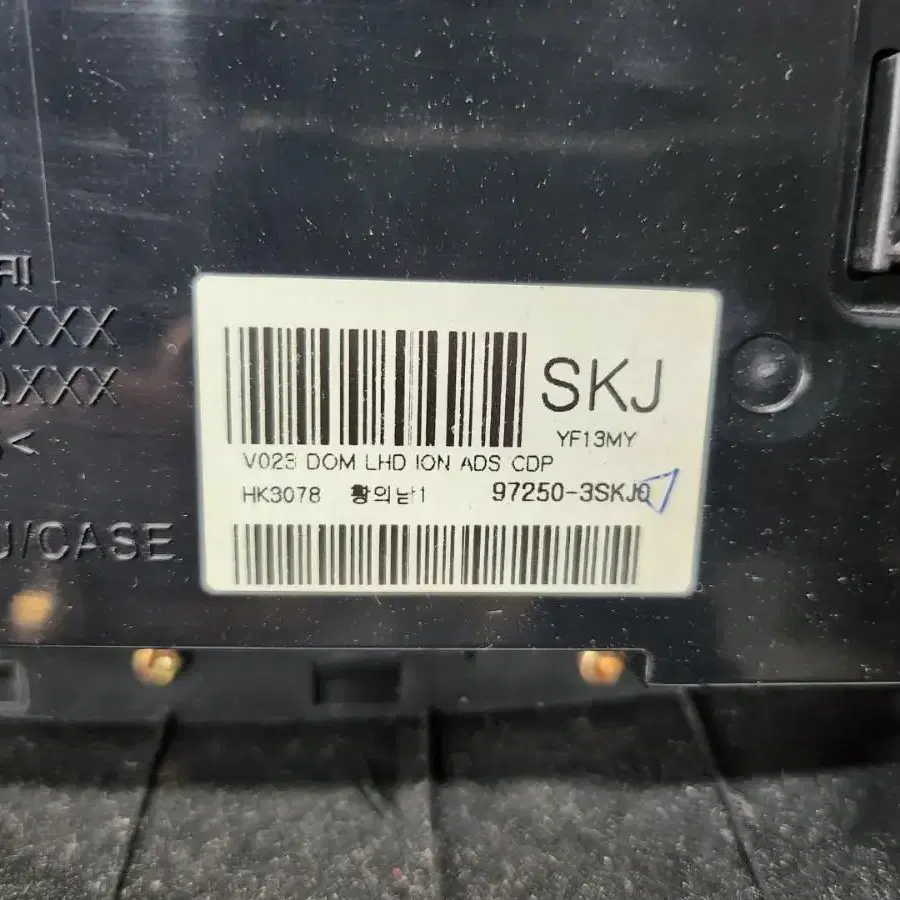 XXX
XXX
SKJ
YF13MY
V023 DOM LHD ION ADS CDP
HK3078 황의남1 97250-3SKJ0
J/CASE